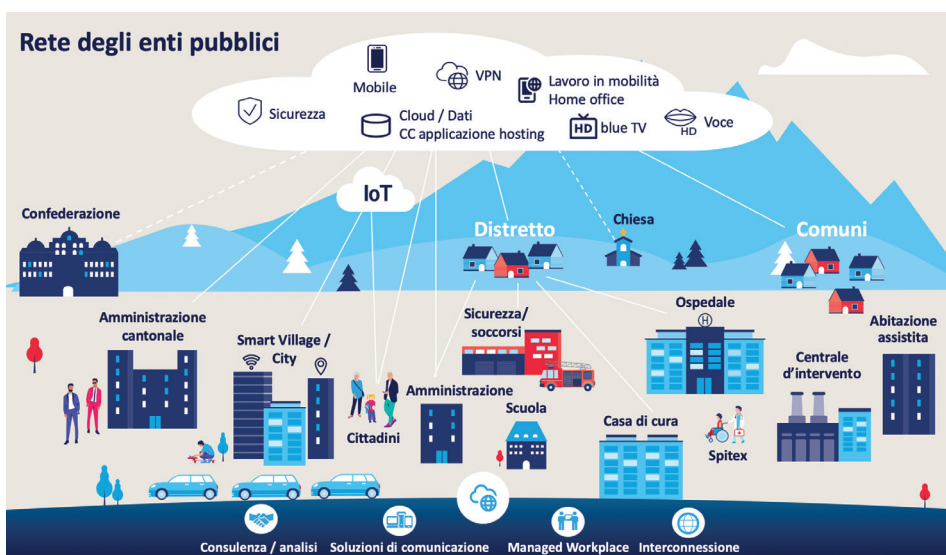 Rete degli enti pubblici
Mobile
VPN
Lavoro in mobilità
Home office
Sicurezza
Cloud / Dati
CC applicazione hosting
HD
blue TV
HD
Voce
IoT
Confederazione
Distretto
Chiesa
Comuni
Amministrazione
cantonale
Smart Village /
City
Cittadini
Amministrazione
Sicurezza/
soccorsi
Scuola
Ospedale
H
Casa di cura
Spitex
Centrale
d’intervento
Abitazione
assistita
Consulenza / analisi
Soluzioni di comunicazione
Managed Workplace
Interconnessione